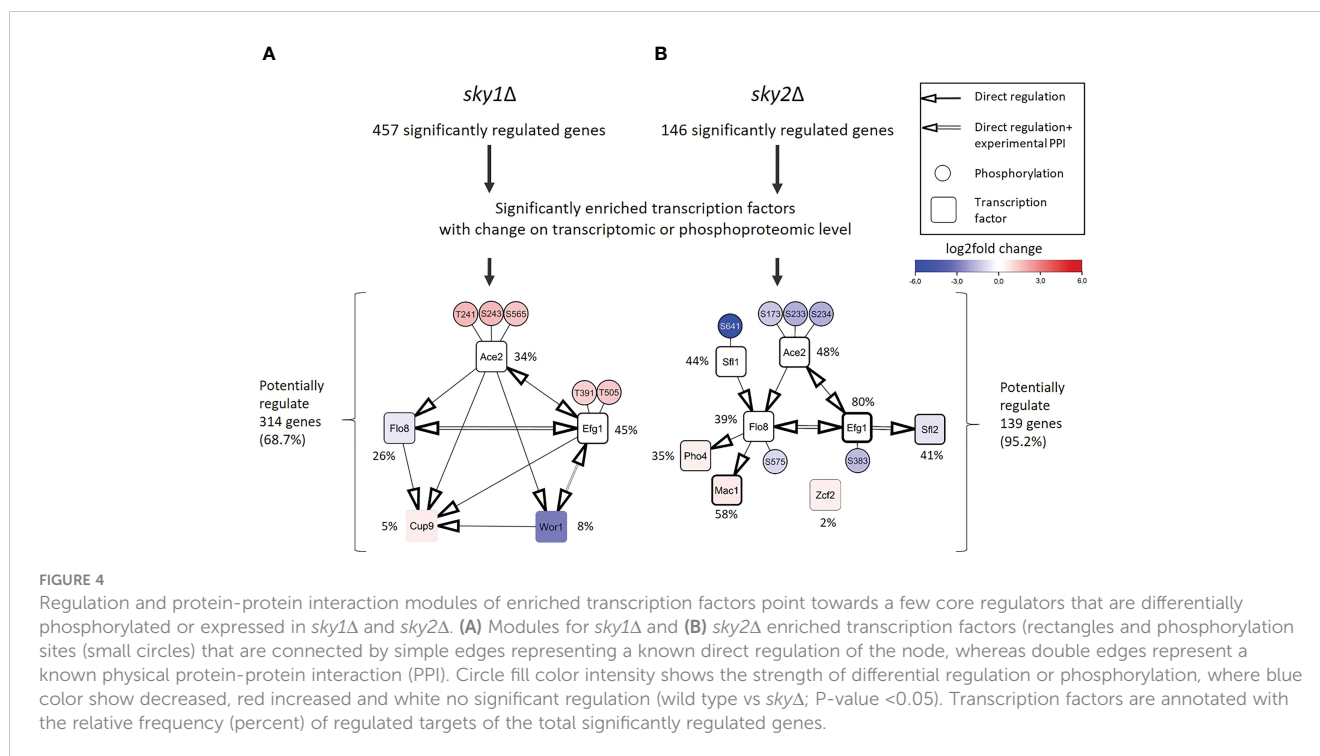 A
B
sky1Δ
sky2Δ
457 significantly regulated genes
146 significantly regulated genes
Significantly enriched transcription factors
with change on transcriptomic or phosphoproteomic level
Direct regulation
Direct regulation+
experimental PPI
Phosphorylation
Transcription
factor
log2fold change
-6.0 -3.0 0.0 3.0 6.0
Potentially
regulate
314 genes
(68.7%)
T241 S243 S565
Ace2 34%
T391 T505
Flo8
26%
Efg1 45%
5% Cup9
Wor1 8%
S641
S173 S233 S234
44% Sfl1
Ace2 48%
39%
Flo8
80%
Efg1
Sfl2
41%
35% Pho4
S575
S383
Mac1
58%
Zcf2
2%
Potentially
regulate
139 genes
(95.2%)
FIGURE 4
Regulation and protein-protein interaction modules of enriched transcription factors point towards a few core regulators that are differentially
phosphorylated or expressed in sky1Δ and sky2Δ. (A) Modules for sky1Δ and (B) sky2Δ enriched transcription factors (rectangles and phosphorylation
sites (small circles) that are connected by simple edges representing a known direct regulation of the node, whereas double edges represent a
known physical protein-protein interaction (PPI). Circle fill color intensity shows the strength of differential regulation or phosphorylation, where blue
color show decreased, red increased and white no significant regulation (wild type vs skyΔ; P-value <0.05). Transcription factors are annotated with
the relative frequency (percent) of regulated targets of the total significantly regulated genes.